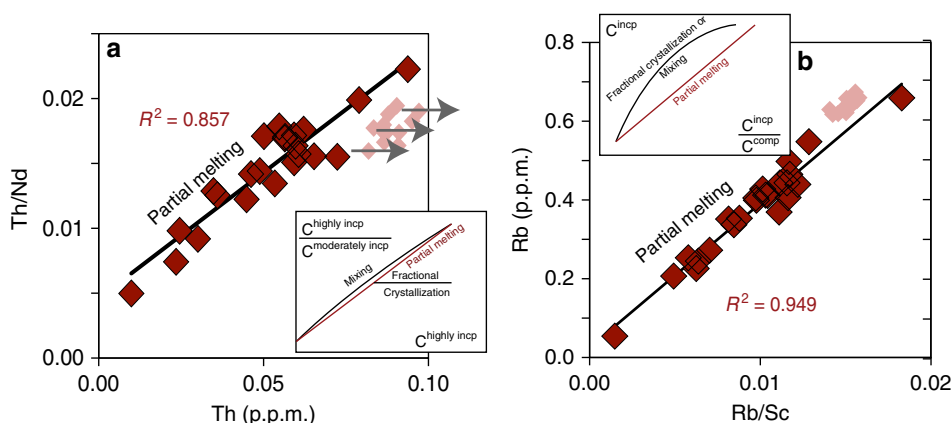 a
R² = 0.857
Partial melting
Th/Nd
0.02
0.01
0.00
0.00
0.05
0.10
Th (p.p.m.)
C^highly incp
C^moderately incp
Mixing
Partial melting
Fractional
Crystallization
C^highly incp
b
R² = 0.949
Partial melting
Rb (p.p.m.)
0.8
0.6
0.4
0.2
0.0
0.00
0.01
0.02
Rb/Sc
C^incp
Fractional crystallization or
Mixing
Partial melting
C^incp
C^comp